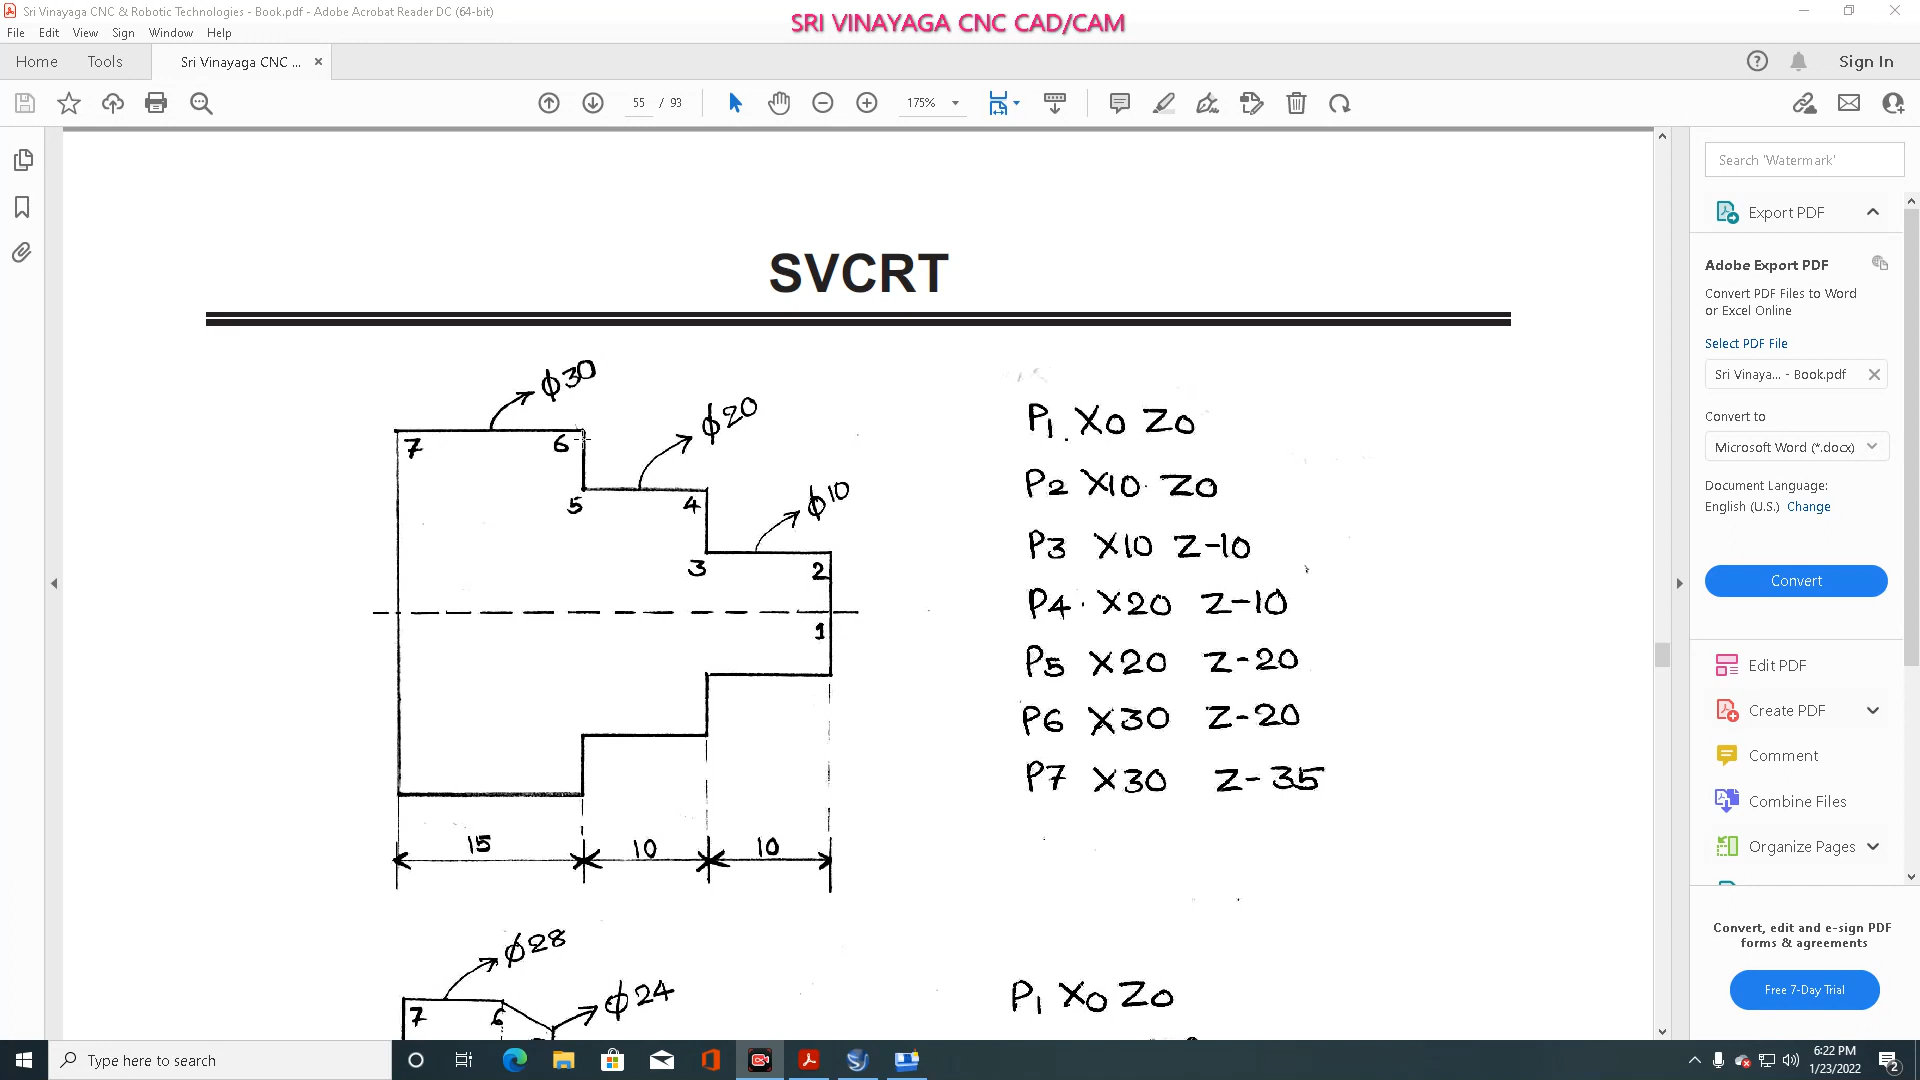 Sri Vinayaga CNC & Robotic Technologies - Book.pdf - Adobe Acrobat Reader DC (64-bit)
SRI VINAYAGA CNC CAD/CAM
File Edit View Sign Window Help
Home Tools Sri Vinayaga CNC ... Sign In
55 / 93 175%
Search 'Watermark'
Export PDF
Adobe Export PDF
Convert PDF Files to Word
or Excel Online
Select PDF File
Sri Vinaya... - Book.pdf
Convert to
Microsoft Word (*.docx)
Document Language:
English (U.S.) Change
Convert
Edit PDF
Create PDF
Comment
Combine Files
Organize Pages
Convert, edit and e-sign PDF
forms & agreements
Free 7-Day Trial
SVCRT
ϕ30
ϕ20
ϕ10
7 6
5 4
3 2
1
15 10 10
P1 X0 Z0
P2 X10 Z0
P3 X10 Z-10
P4 X20 Z-10
P5 X20 Z-20
P6 X30 Z-20
P7 X30 Z-35
ϕ28
ϕ24
7 6
P1 X0 Z0
Type here to search
6:22 PM
1/23/2022
2